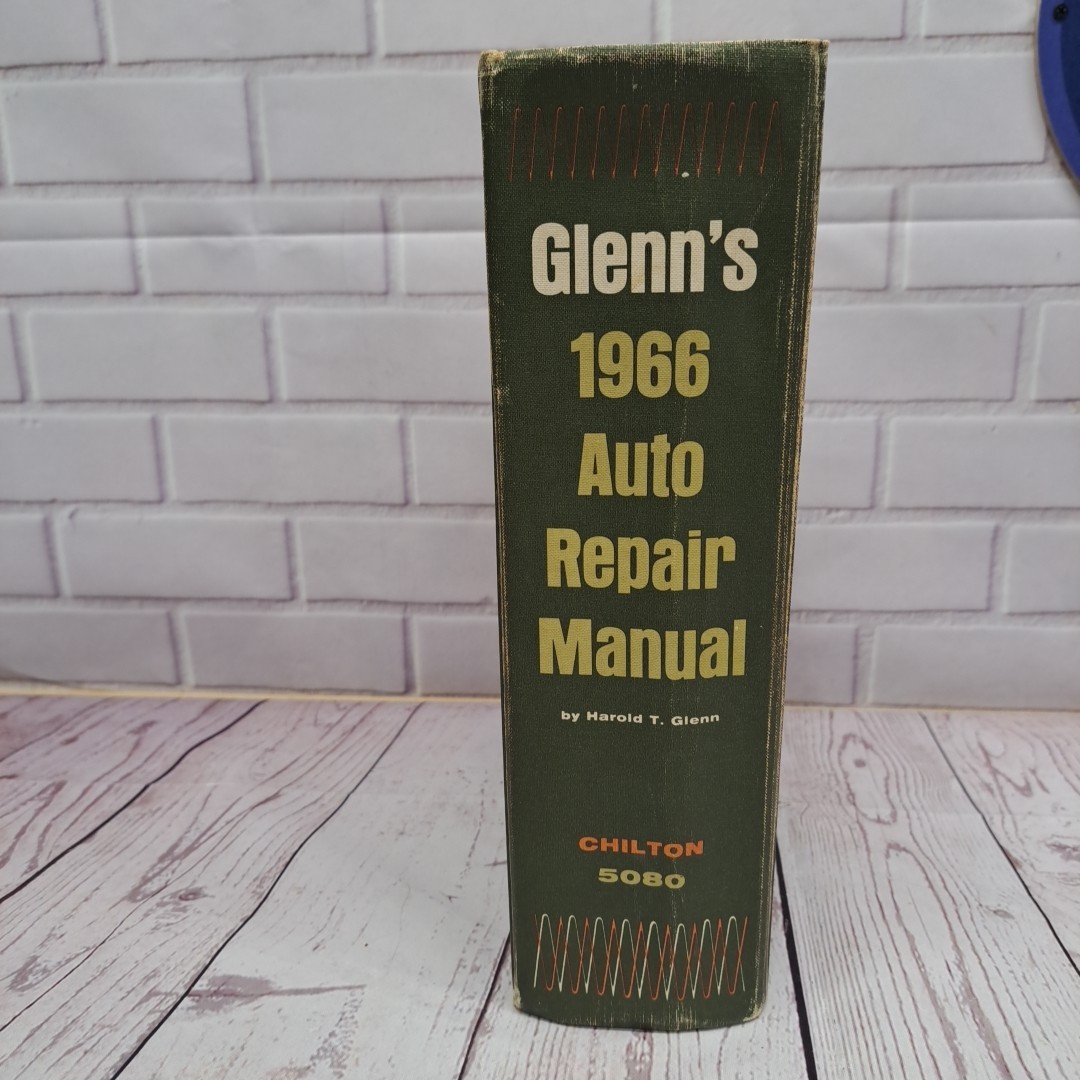 Glenn's
1966
Auto
Repair
Manual
by Harold T. Glenn
CHILTON
5080